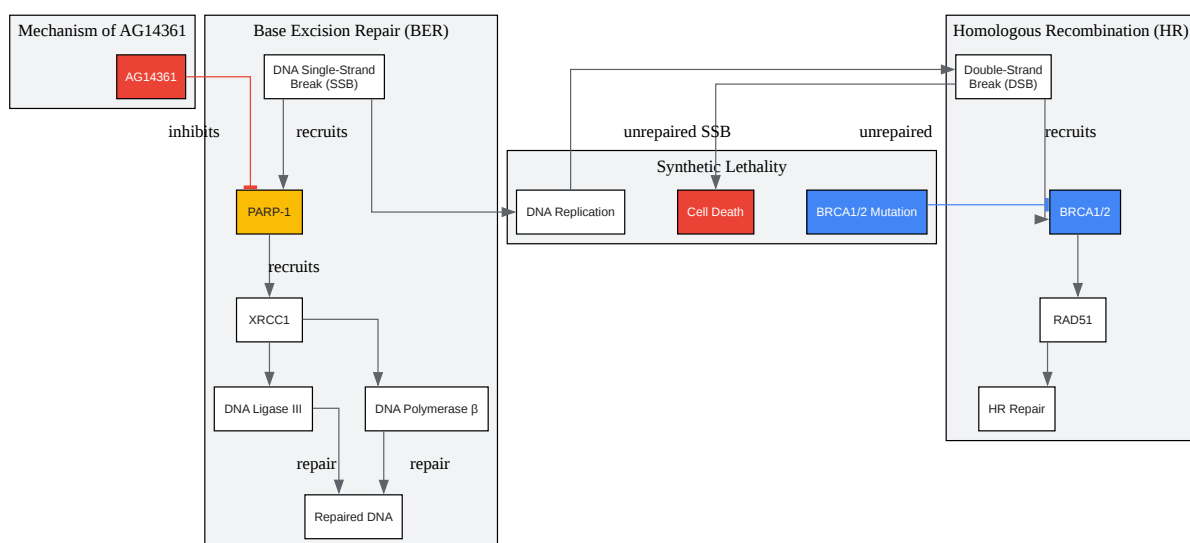 Mechanism of AG14361
Base Excision Repair (BER)
Homologous Recombination (HR)
AG14361
DNA Single-Strand
Break (SSB)
Double-Strand
Break (DSB)
inhibits
recruits
unrepaired SSB
unrepaired
recruits
Synthetic Lethality
PARP-1
DNA Replication
Cell Death
BRCA1/2 Mutation
BRCA1/2
recruits
XRCC1
RAD51
DNA Ligase III
DNA Polymerase β
HR Repair
repair
repair
Repaired DNA